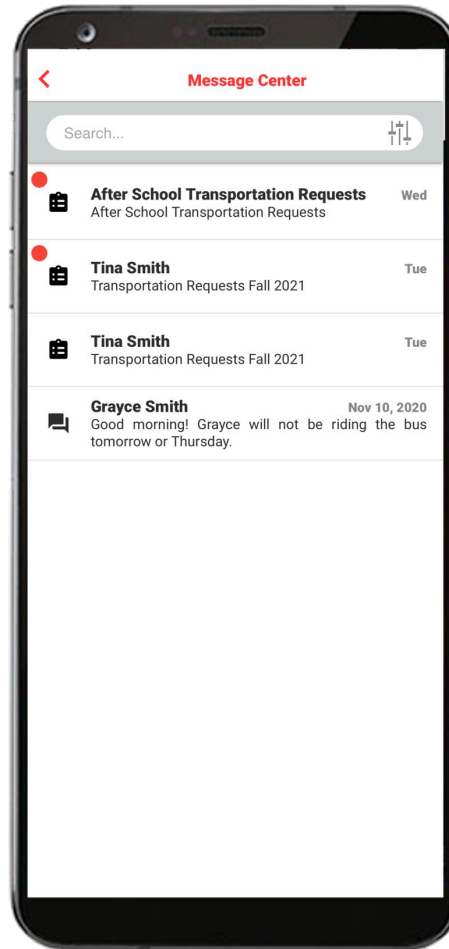 Message Center
Search...
After School Transportation Requests Wed
After School Transportation Requests
Tina Smith Tue
Transportation Requests Fall 2021
Tina Smith Tue
Transportation Requests Fall 2021
Grayce Smith Nov 10, 2020
Good morning! Grayce will not be riding the bus
tomorrow or Thursday.